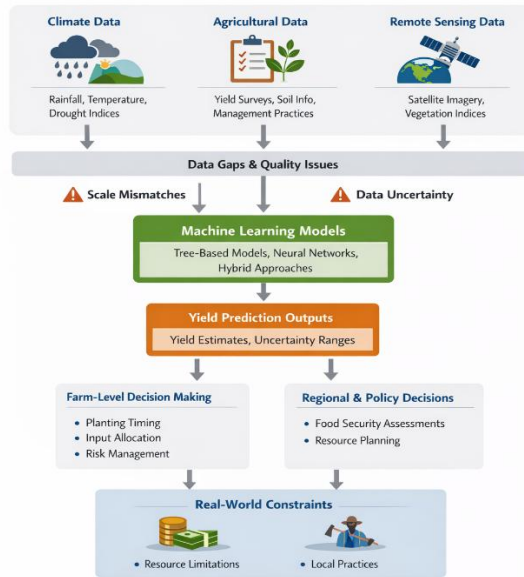 Climate Data
Agricultural Data
Remote Sensing Data
Rainfall, Temperature,
Drought Indices
Yield Surveys, Soil Info,
Management Practices
Satellite Imagery,
Vegetation Indices
Data Gaps & Quality Issues
Scale Mismatches
Data Uncertainty
Machine Learning Models
Tree-Based Models, Neural Networks,
Hybrid Approaches
Yield Prediction Outputs
Yield Estimates, Uncertainty Ranges
Farm-Level Decision Making
• Planting Timing
• Input Allocation
• Risk Management
Regional & Policy Decisions
• Food Security Assessments
• Resource Planning
Real-World Constraints
• Resource Limitations
• Local Practices